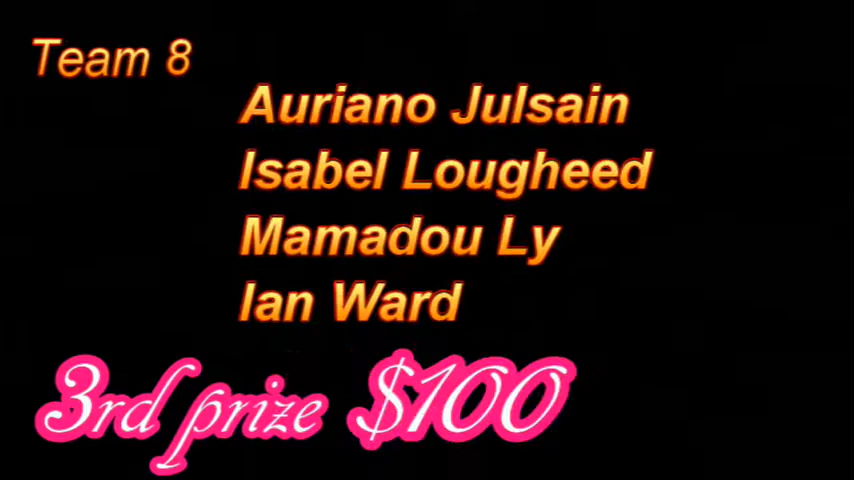 Team 8
Auriano Julsain
Isabel Lougheed
Mamadou Ly
Ian Ward
3rd prize $100